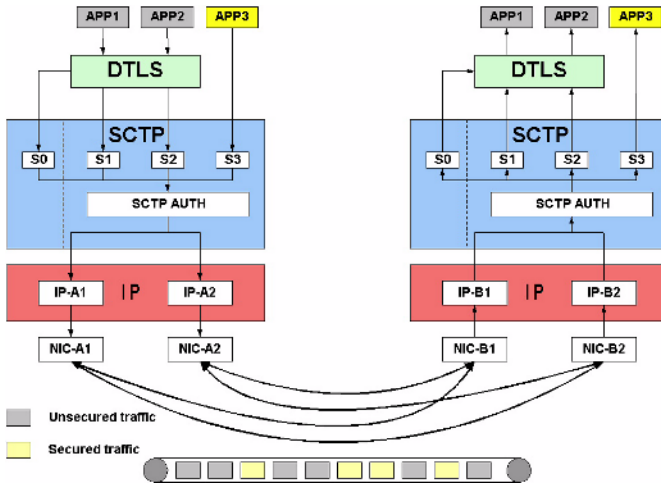 APP1 APP2 APP3
APP1 APP2 APP3
DTLS
DTLS
SCTP
SCTP
S0 S1 S2 S3
S0 S1 S2 S3
SCTP AUTH
SCTP AUTH
IP-A1 IP IP-A2
IP-B1 IP IP-B2
NIC-A1 NIC-A2
NIC-B1 NIC-B2
Unsecured traffic
Secured traffic